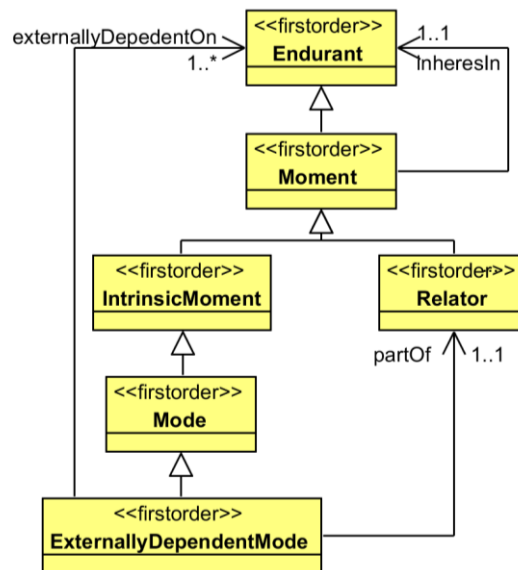 externallyDepedentOn
1..*
<<firstorder>>
Endurant
1..1
InheresIn
<<firstorder>>
Moment
<<firstorder>>
IntrinsicMoment
<<firstorder>>
Relator
partOf
1..1
<<firstorder>>
Mode
<<firstorder>>
ExternallyDependentMode